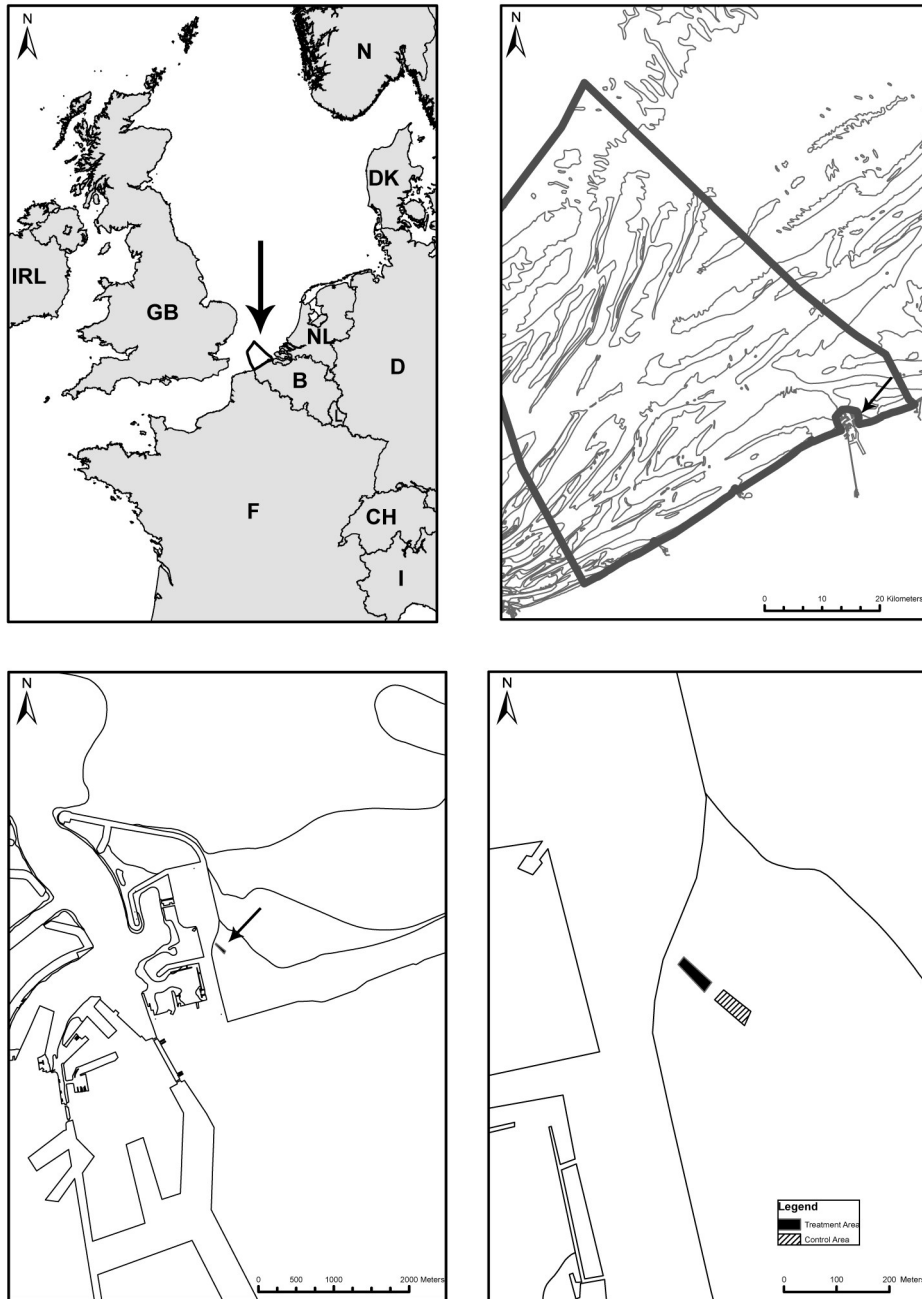 N
N
DK
IRL
GB
NL
B
D
L
F
CH
I
N
0 10 20 Kilometers
N
0 500 1000 2000 Meters
N
Legend
Treatment Area
Control Area
0 100 200 Meters